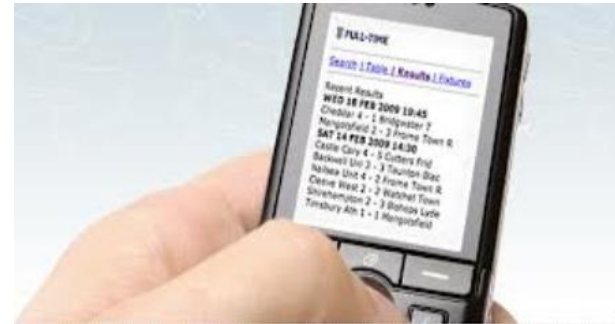 FULL-TIME
Search | Table | Results | Fixtures
Recent Results
WED 18 FEB 2009 19:45
Cheddar 4 - 1 Bridgwater T
Mangotsfield 2 - 3 Frome Town R
SAT 14 FEB 2009 14:30
Castle Cary 4 - 5 Cutters Frid
Backwell Utd 3 - 3 Taunton Blac
Nailsea Unit 4 - 2 Frome Town R
Cleeve West 2 - 2 Watchet Town
Shirehampton 2 - 3 Bishops Lyde
Timsbury Ath 1 - 1 Mangotsfield